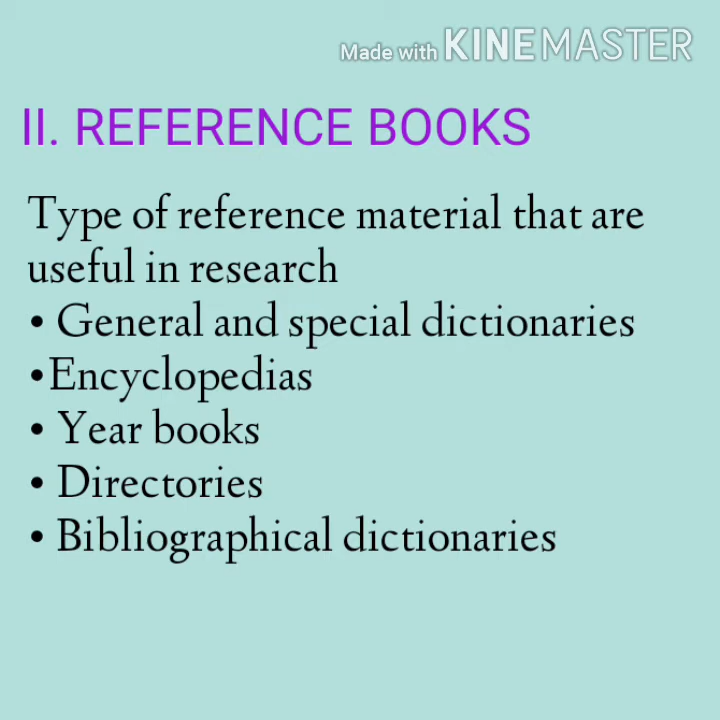 Made with KINEMASTER
II. REFERENCE BOOKS
Type of reference material that are
useful in research
• General and special dictionaries
•Encyclopedias
• Year books
• Directories
• Bibliographical dictionaries